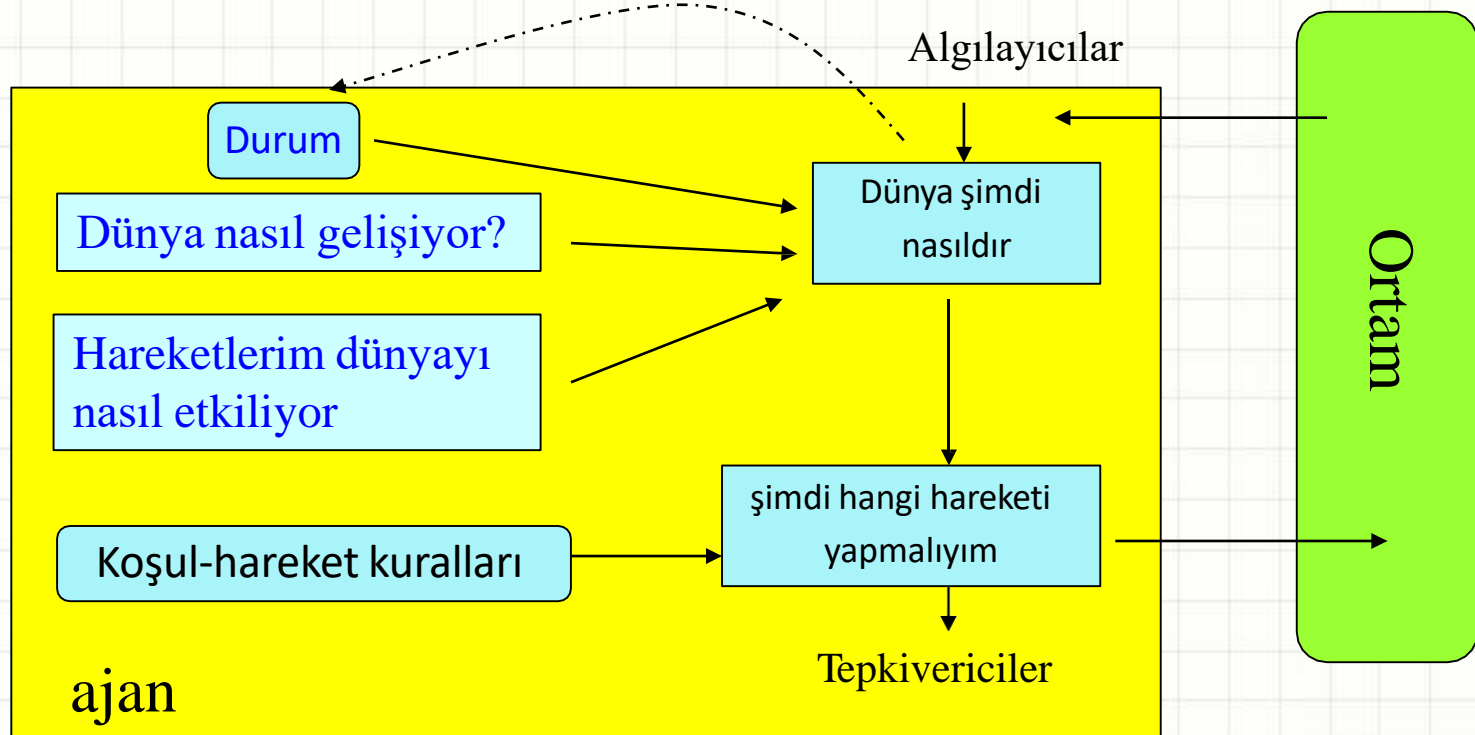 Algılayıcılar
Durum
Dünya şimdi
nasıldır
Dünya nasıl gelişiyor?
Hareketlerim dünyayı
nasıl etkiliyor
Ortam
şimdi hangi hareketi
yapmalıyım
Koşul-hareket kuralları
Tepkivericiler
ajan